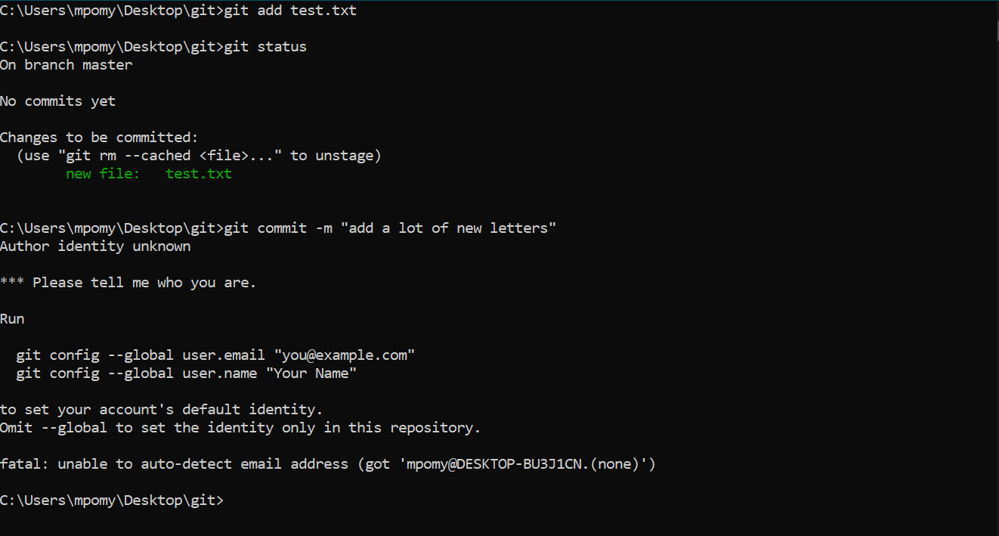 C:\Users\mpomy\Desktop\git>git add test.txt
C:\Users\mpomy\Desktop\git>git status
On branch master
No commits yet
Changes to be committed:
  (use "git rm --cached <file>..." to unstage)
        new file:   test.txt
C:\Users\mpomy\Desktop\git>git commit -m "add a lot of new letters"
Author identity unknown
*** Please tell me who you are.
Run
  git config --global user.email "you@example.com"
  git config --global user.name "Your Name"
to set your account's default identity.
Omit --global to set the identity only in this repository.
fatal: unable to auto-detect email address (got 'mpomy@DESKTOP-BU3J1CN.(none)')
C:\Users\mpomy\Desktop\git>